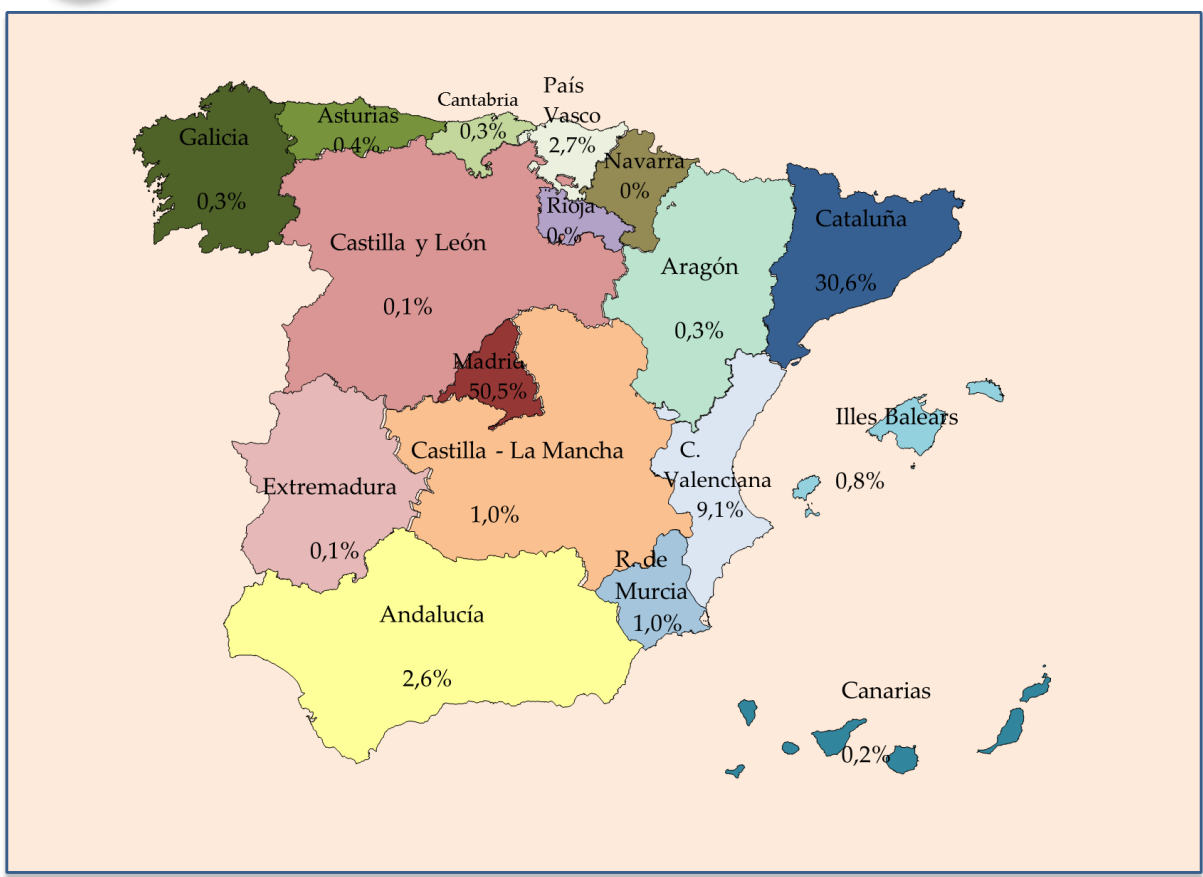 País
Vasco
2,7%
Cantabria
0,3%
Asturias
0,4%
Galicia
0,3%
Navarra
0%
Rioja
0%
Castilla y León
0,1%
Aragón
0,3%
Cataluña
30,6%
Madrid
50,5%
Illes Balears
0,8%
Castilla - La Mancha
1,0%
C.
Valenciana
9,1%
Extremadura
0,1%
R. de
Murcia
1,0%
Andalucía
2,6%
Canarias
0,2%